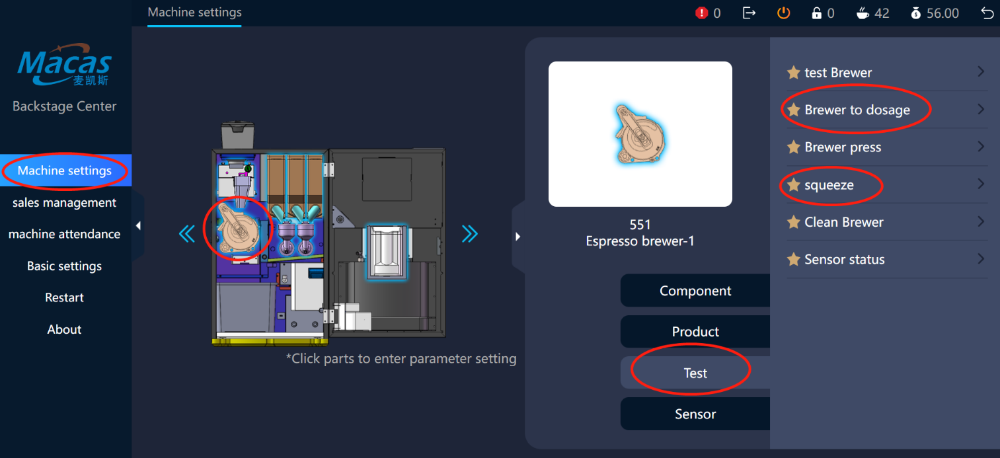 Machine settings
0
0
42
56.00
Macas
麦凯斯
Backstage Center
Machine settings
sales management
machine attendance
Basic settings
Restart
About
*Click parts to enter parameter setting
551
Espresso brewer-1
Component
Product
Test
Sensor
test Brewer
Brewer to dosage
Brewer press
squeeze
Clean Brewer
Sensor status